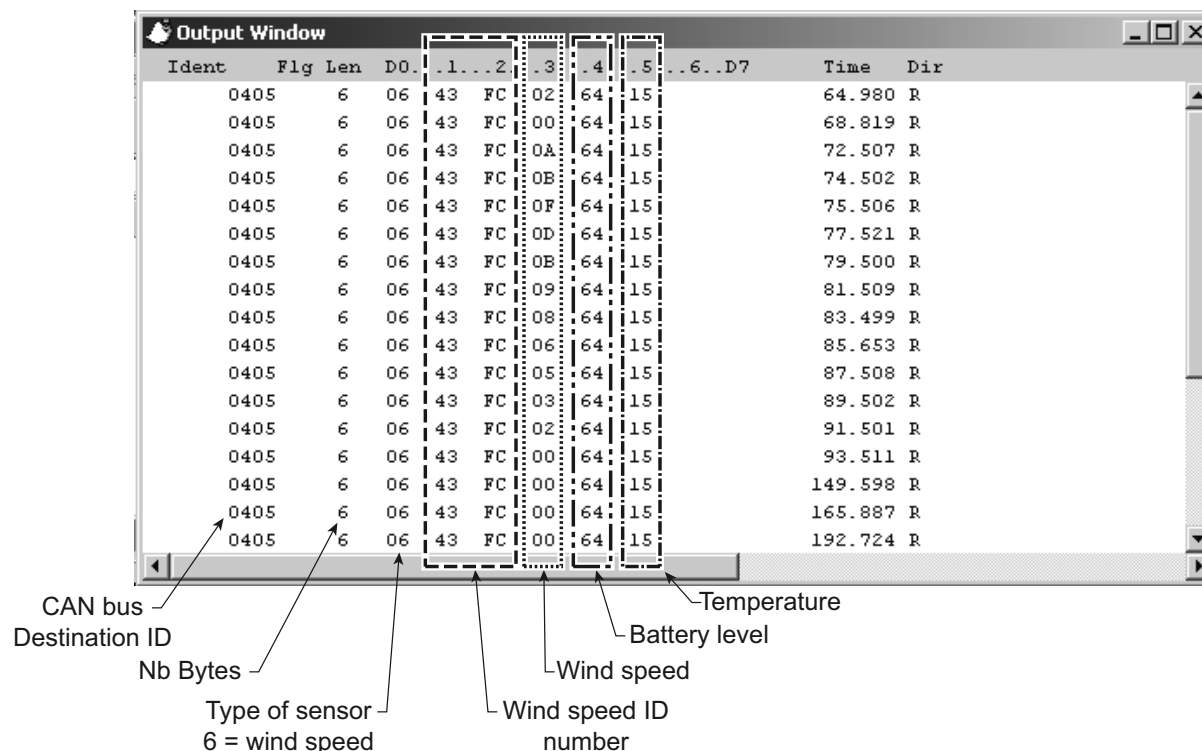 Output Window
Ident Flg Len D0. .1...2. .3 .4 .5 ...6..D7 Time Dir
0405 6 06 43 FC 02 64 15 64.980 R
0405 6 06 43 FC 00 64 15 68.819 R
0405 6 06 43 FC 0A 64 15 72.507 R
0405 6 06 43 FC 0B 64 15 74.502 R
0405 6 06 43 FC 0F 64 15 75.506 R
0405 6 06 43 FC 0D 64 15 77.521 R
0405 6 06 43 FC 0B 64 15 79.500 R
0405 6 06 43 FC 09 64 15 81.509 R
0405 6 06 43 FC 08 64 15 83.499 R
0405 6 06 43 FC 06 64 15 85.653 R
0405 6 06 43 FC 05 64 15 87.508 R
0405 6 06 43 FC 03 64 15 89.502 R
0405 6 06 43 FC 02 64 15 91.501 R
0405 6 06 43 FC 00 64 15 93.511 R
0405 6 06 43 FC 00 64 15 149.598 R
0405 6 06 43 FC 00 64 15 165.887 R
0405 6 06 43 FC 00 64 15 192.724 R
CAN bus
Destination ID
Nb Bytes
Type of sensor
6 = wind speed
Wind speed ID
number
Wind speed
Battery level
Temperature